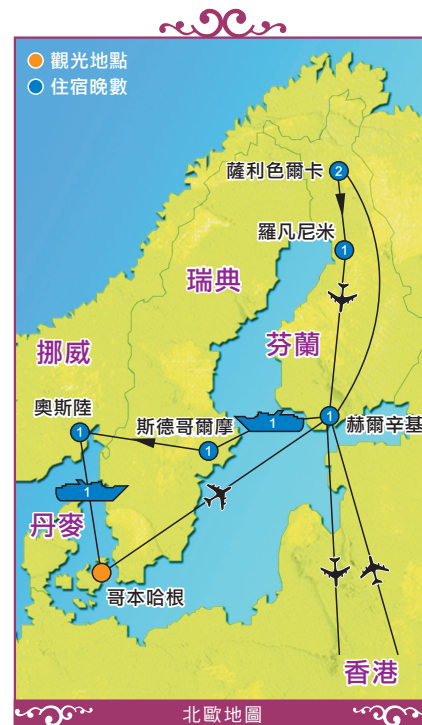 觀光地點
住宿晚數
薩利色爾卡
2
羅凡尼米
1
瑞典
芬蘭
挪威
奧斯陸
1
斯德哥爾摩
1
1
1
赫爾辛基
1
丹麥
哥本哈根
香港
北歐地圖